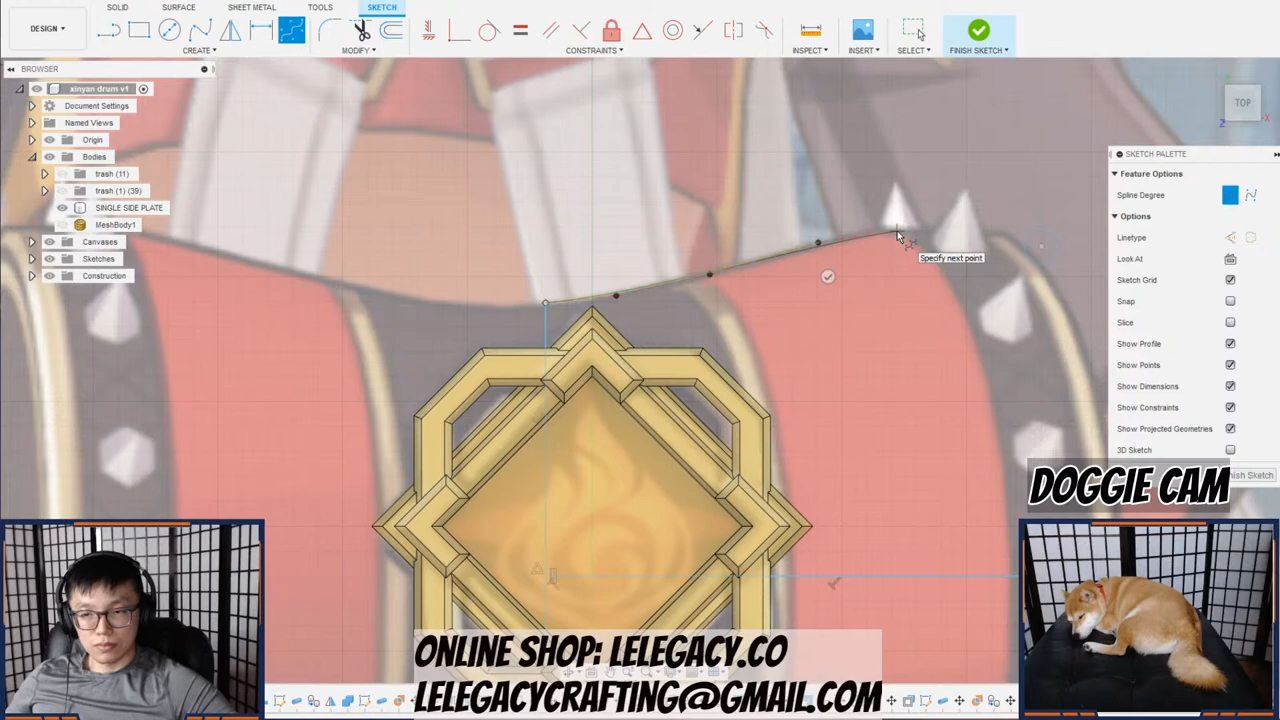 SOLID SURFACE SHEET METAL TOOLS SKETCH
DESIGN
CREATE MODIFY CONSTRAINTS INSPECT INSERT SELECT FINISH SKETCH
BROWSER
xinyan drum v1
Document Settings
Named Views
Origin
Bodies
trash (11)
trash (1) (39)
SINGLE SIDE PLATE
MeshBody1
Canvases
Sketches
Construction
TOP
X
Z
Specify next point
SKETCH PALETTE
Feature Options
Spline Degree
Options
Linetype
Look At
Sketch Grid
Snap
Slice
Show Profile
Show Points
Show Dimensions
Show Constraints
Show Projected Geometries
3D Sketch
DOGGIE CAM
ONLINE SHOP: LELEGACY.CO
LELEGACYCRAFTING@GMAIL.COM